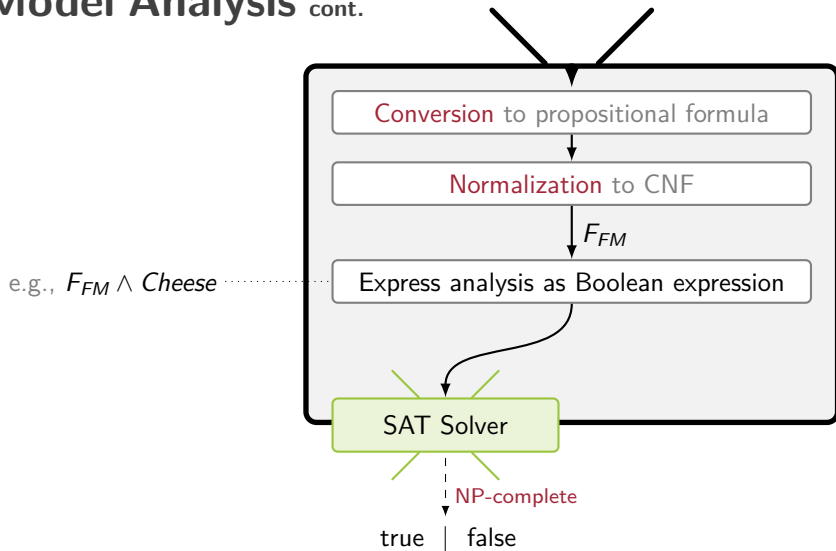 Model Analysis cont.
Conversion to propositional formula
Normalization to CNF
F_FM
e.g., F_FM ∧ Cheese
Express analysis as Boolean expression
SAT Solver
NP-complete
true | false